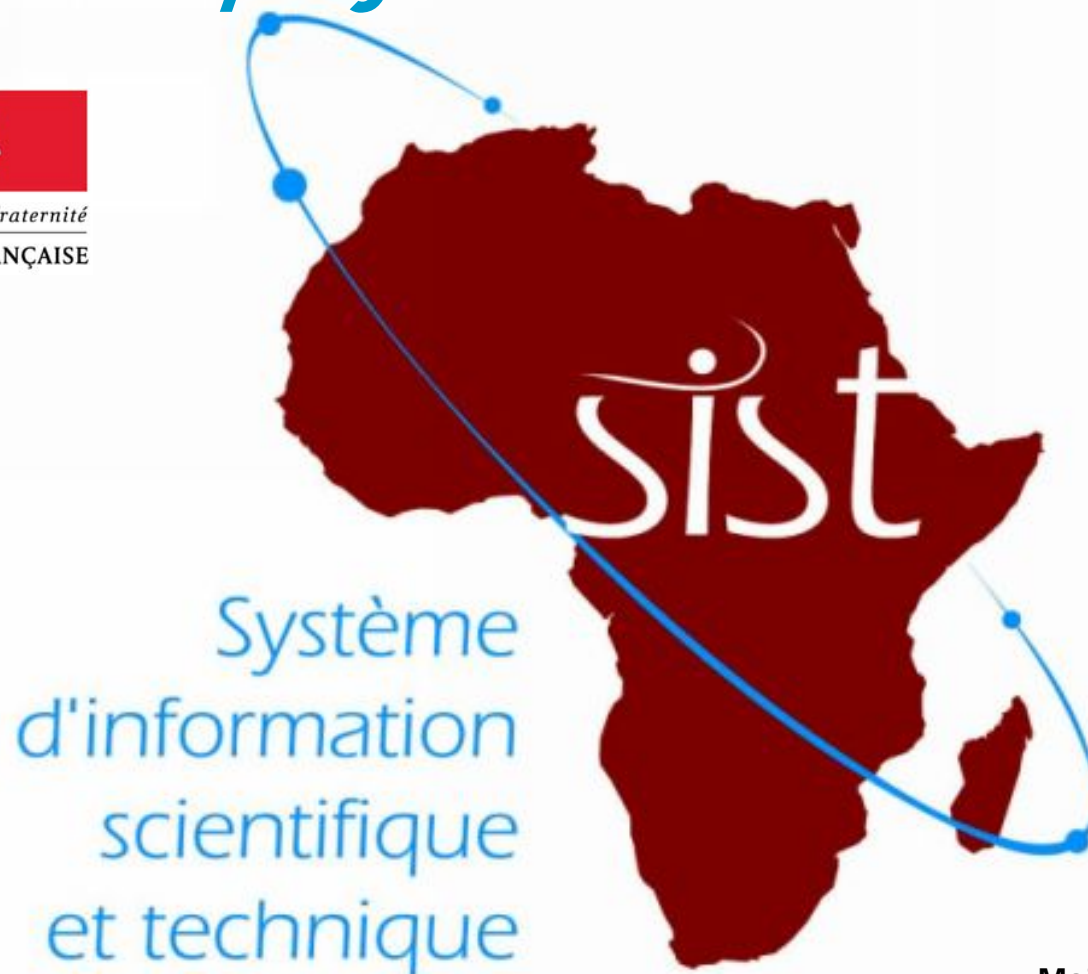 raternité
NÇAISE
sist
Système
d'information
scientifique
et technique